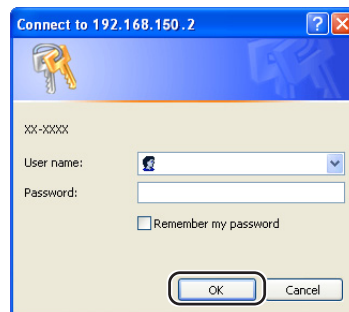 Connect to 192.168.150.2
XX-XXXX
User name:
Password:
Remember my password
OK Cancel